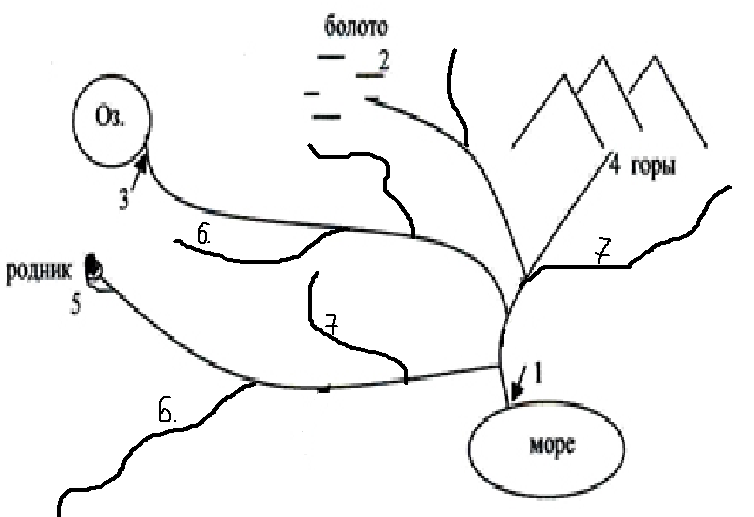 болото
2
Оз.
3
4 горы
6.
7
родник
5
7
1
6.
море